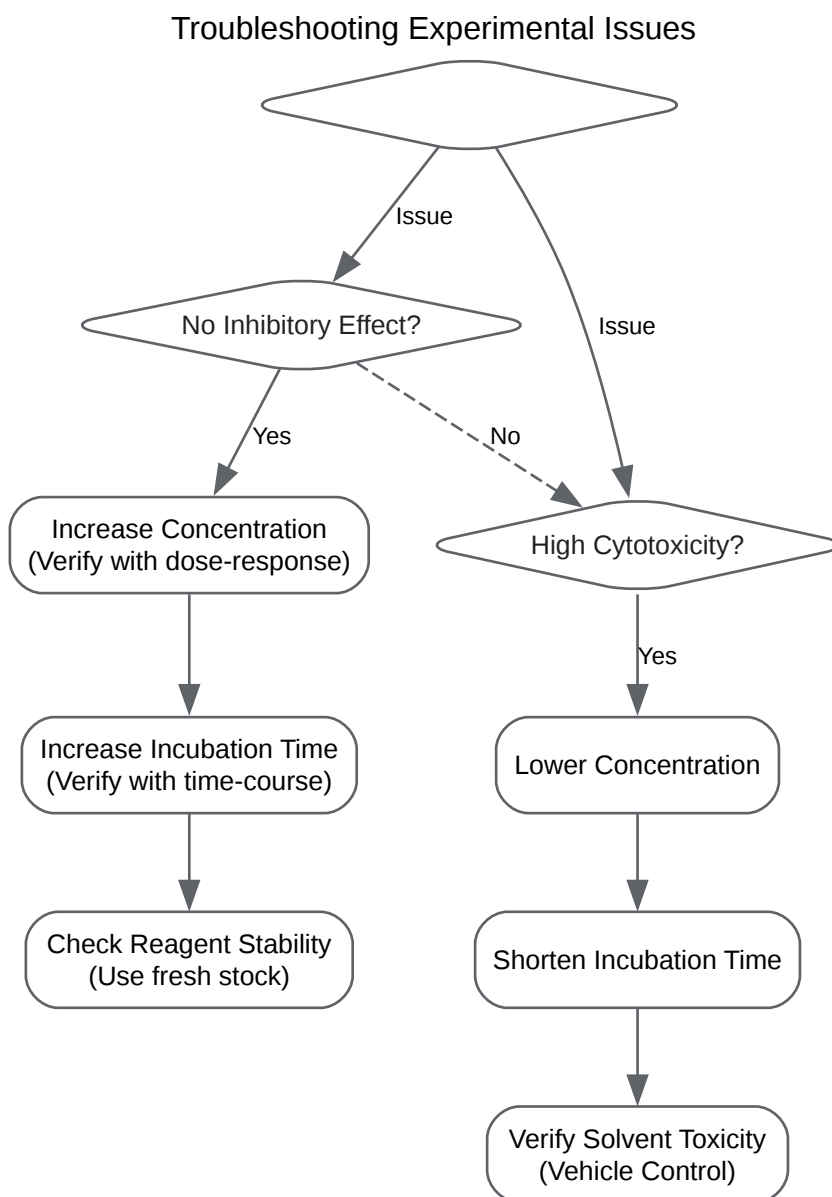 Troubleshooting Experimental Issues
Issue
No Inhibitory Effect?
Issue
Yes
No
Increase Concentration
(Verify with dose-response)
High Cytotoxicity?
Yes
Increase Incubation Time
(Verify with time-course)
Lower Concentration
Check Reagent Stability
(Use fresh stock)
Shorten Incubation Time
Verify Solvent Toxicity
(Vehicle Control)